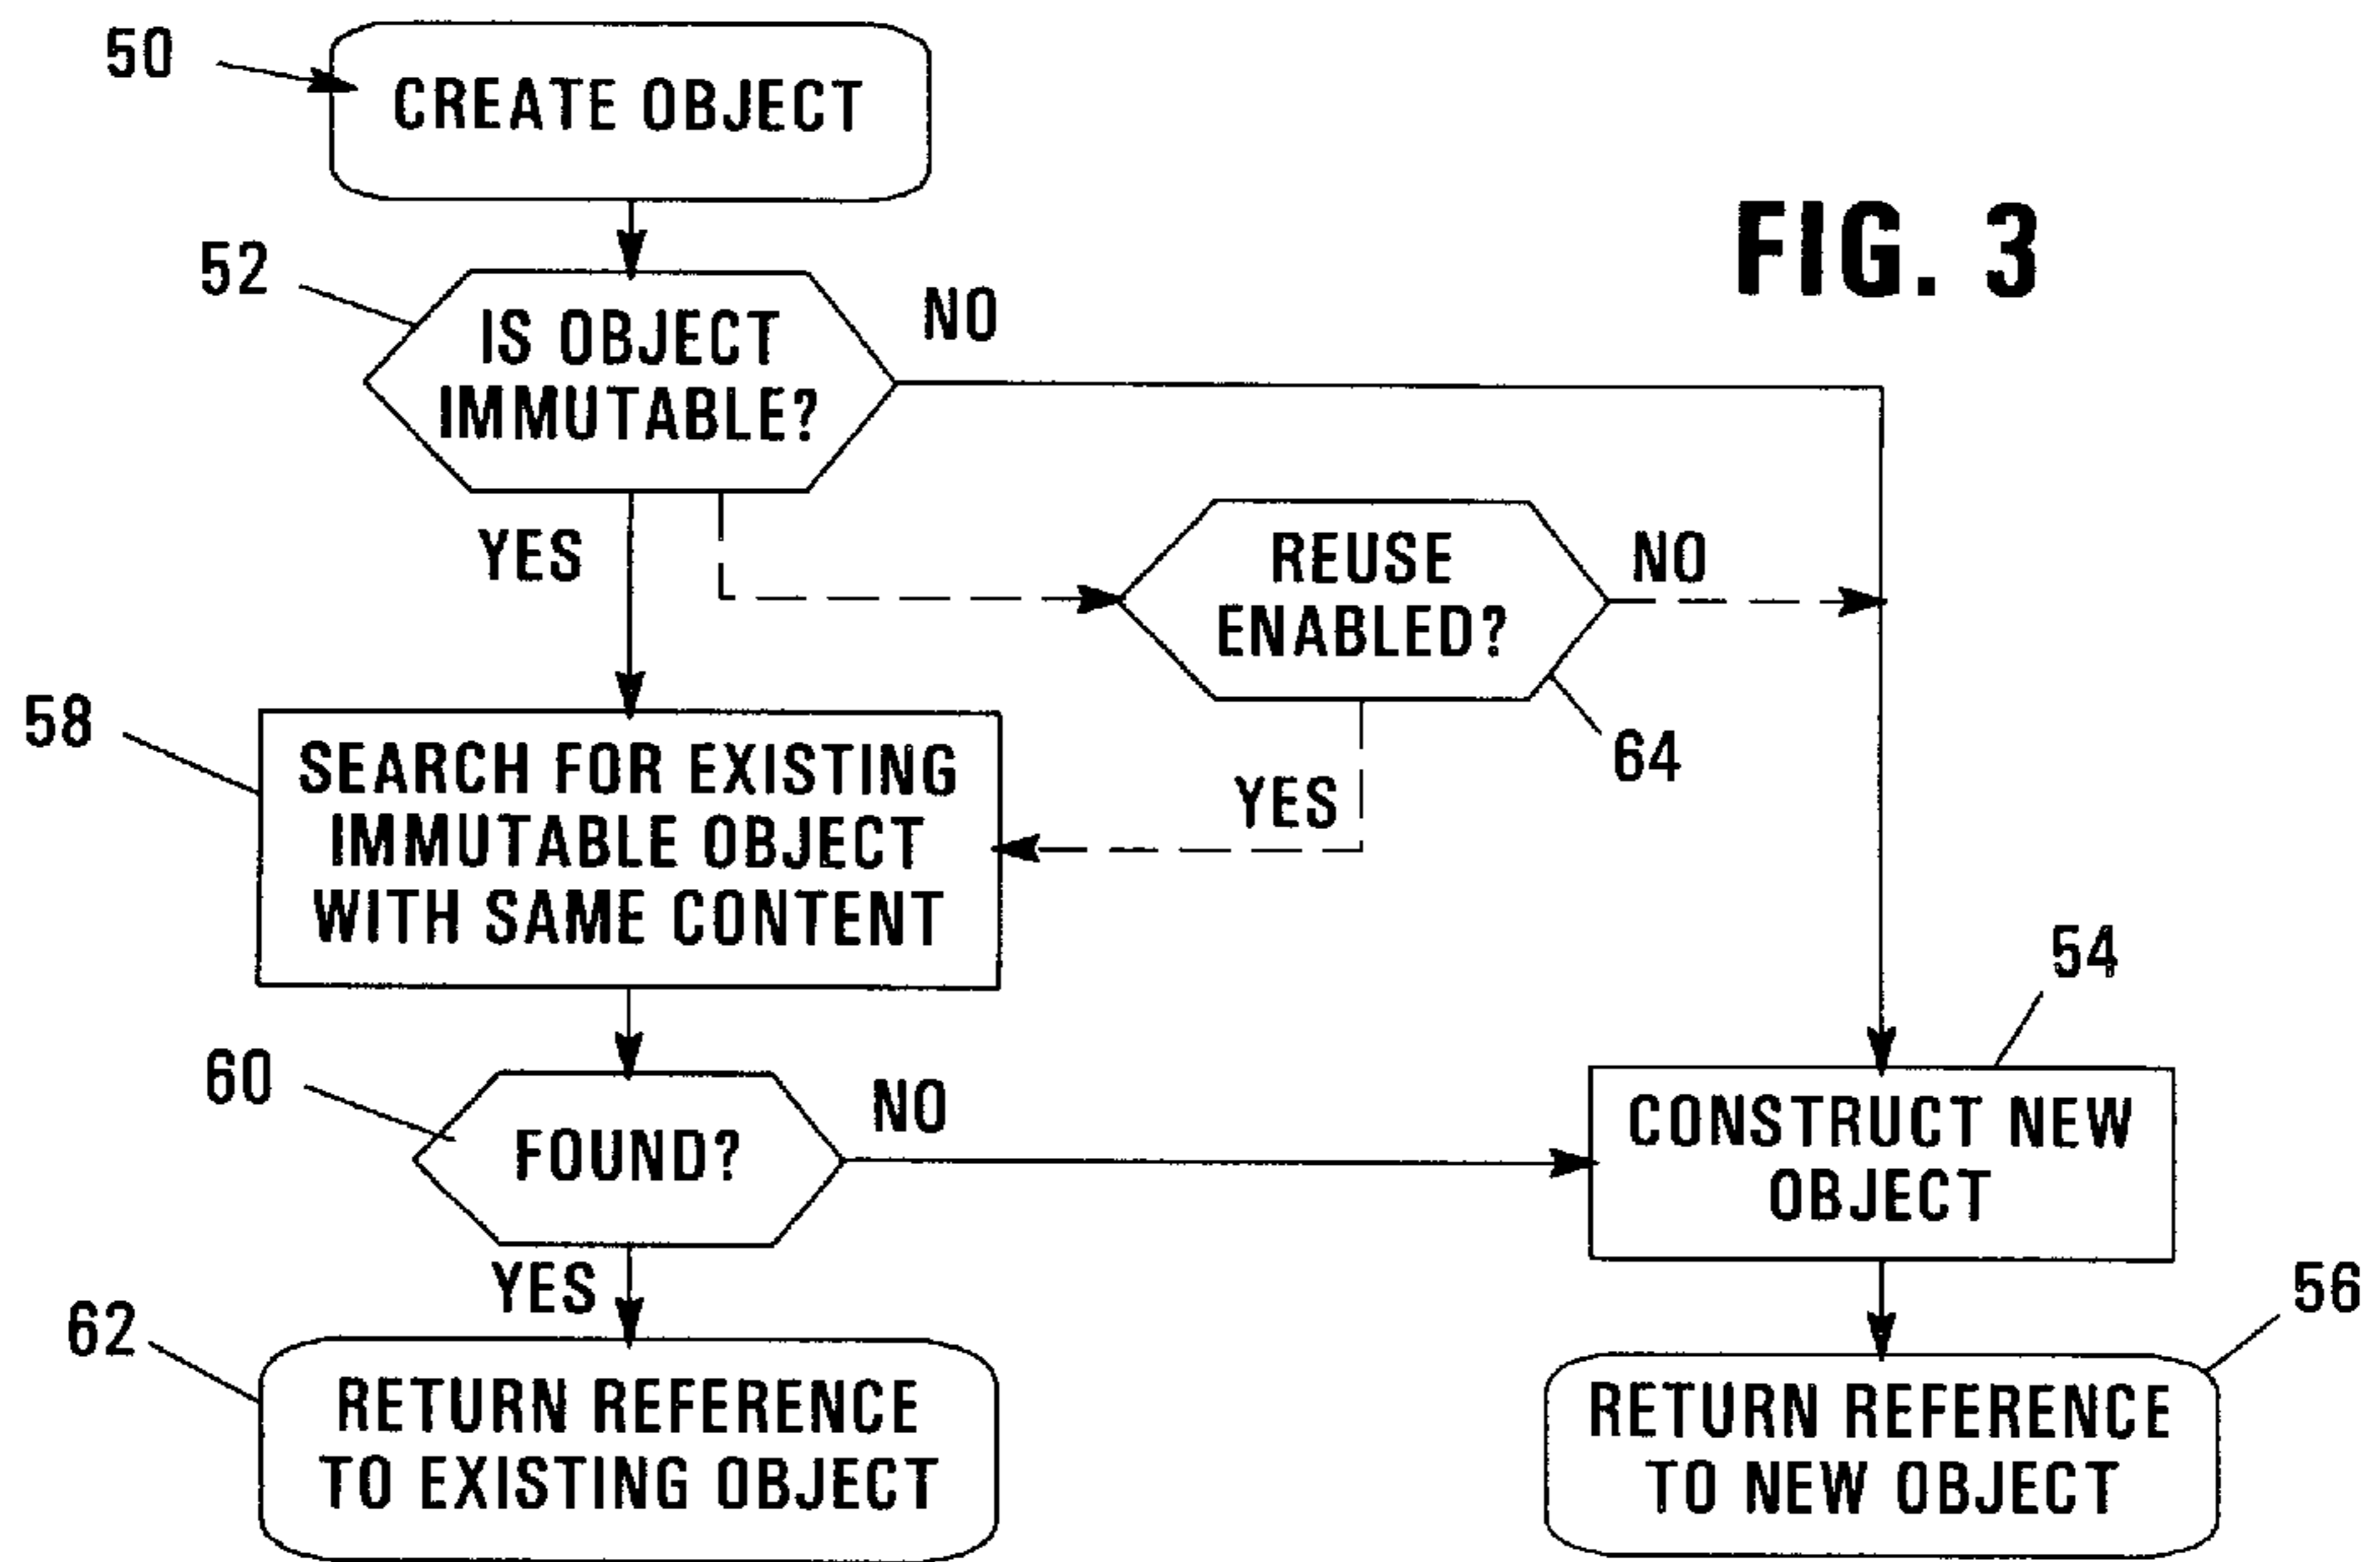 50
CREATE OBJECT
FIG. 3
52
IS OBJECT
IMMUTABLE?
NO
YES
REUSE
ENABLED?
NO
64
YES
58
SEARCH FOR EXISTING
IMMUTABLE OBJECT
WITH SAME CONTENT
54
60
FOUND?
NO
CONSTRUCT NEW
OBJECT
YES
62
RETURN REFERENCE
TO EXISTING OBJECT
56
RETURN REFERENCE
TO NEW OBJECT